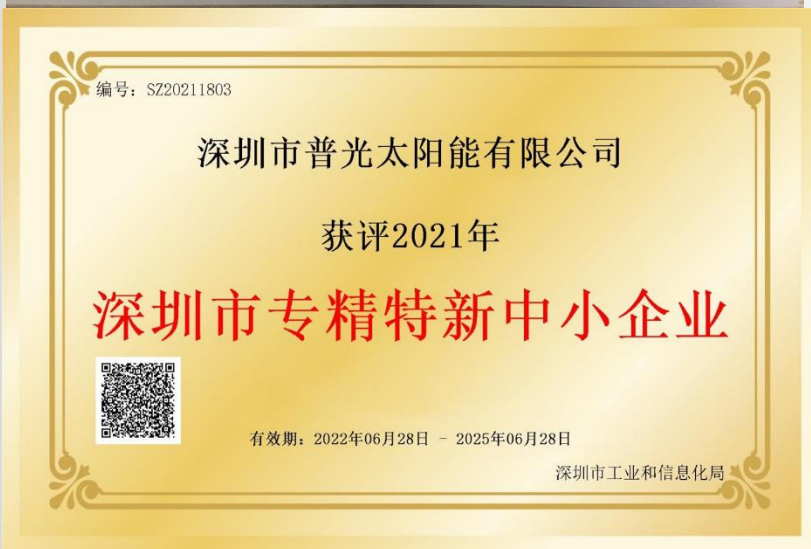 编号：SZ20211803
深圳市普光太阳能有限公司
获评2021年
深圳市专精特新中小企业
有效期：2022年06月28日 - 2025年06月28日
深圳市工业和信息化局